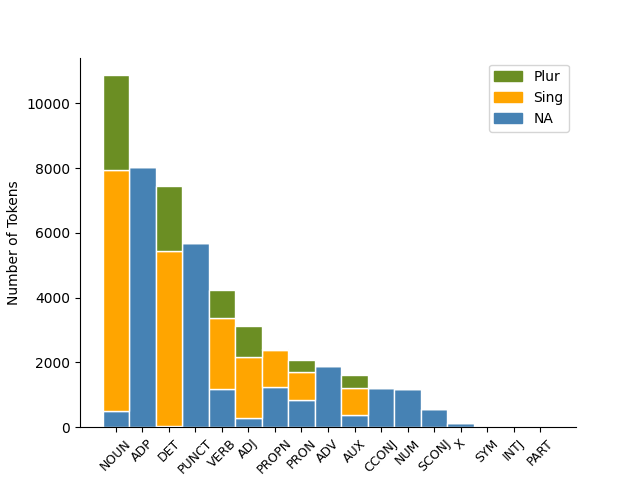 Plur
Sing
NA
Number of Tokens
10000
8000
6000
4000
2000
0
NOUN
ADP
DET
PUNCT
VERB
ADJ
PROPN
PRON
ADV
AUX
CCONJ
NUM
SCONJ
X
SYM
INTJ
PART